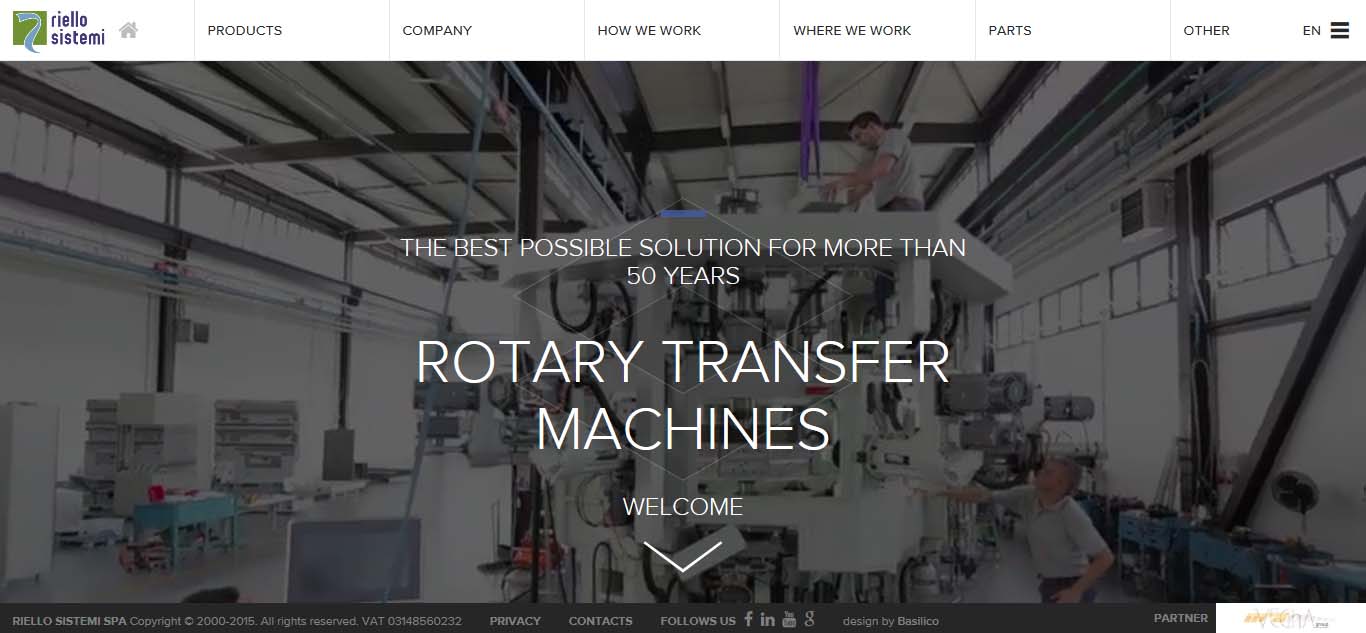 riello
sistemi
PRODUCTS
COMPANY
HOW WE WORK
WHERE WE WORK
PARTS
OTHER
EN
THE BEST POSSIBLE SOLUTION FOR MORE THAN
50 YEARS
ROTARY TRANSFER
MACHINES
WELCOME
RIELLO SISTEMI SPA Copyright © 2000-2015. All rights reserved. VAT 03148560232
PRIVACY
CONTACTS
FOLLOWS US
design by Basilico
PARTNER